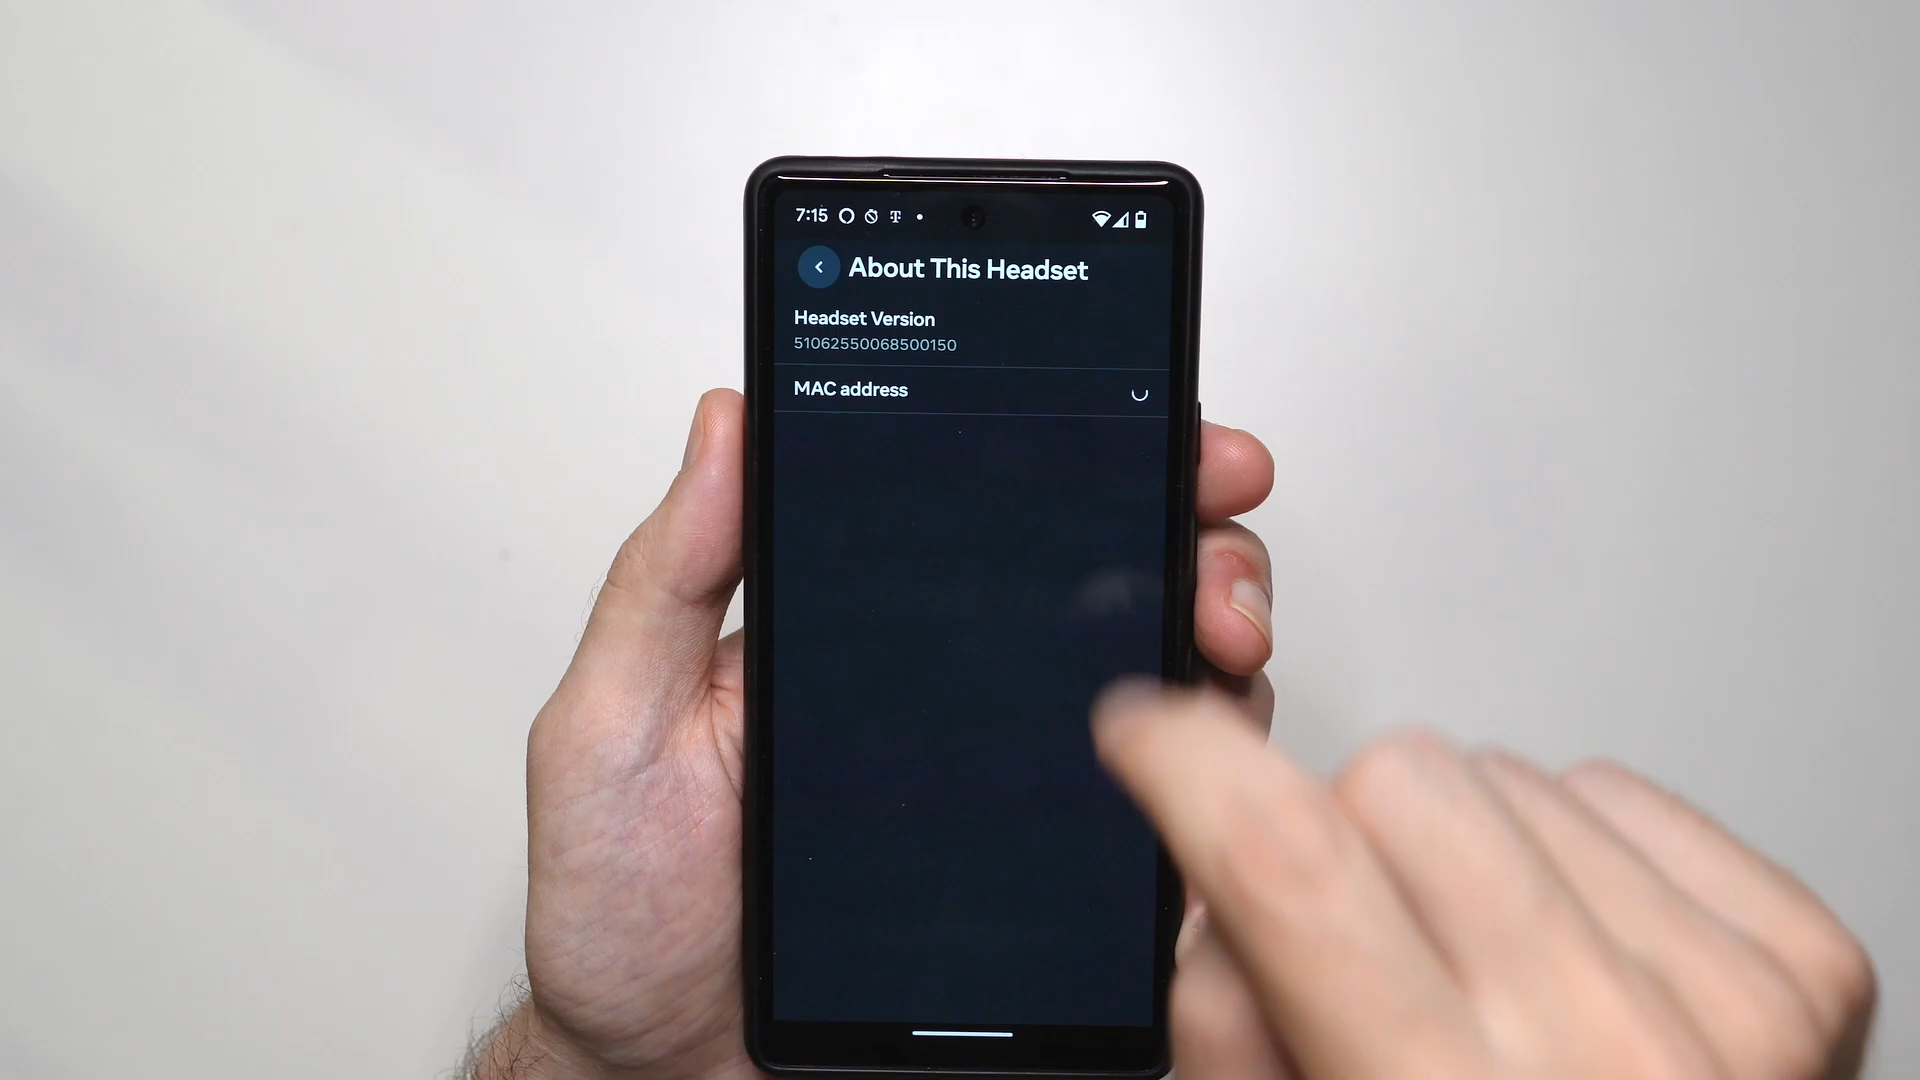 7:15
About This Headset
Headset Version
51062550068500150
MAC address